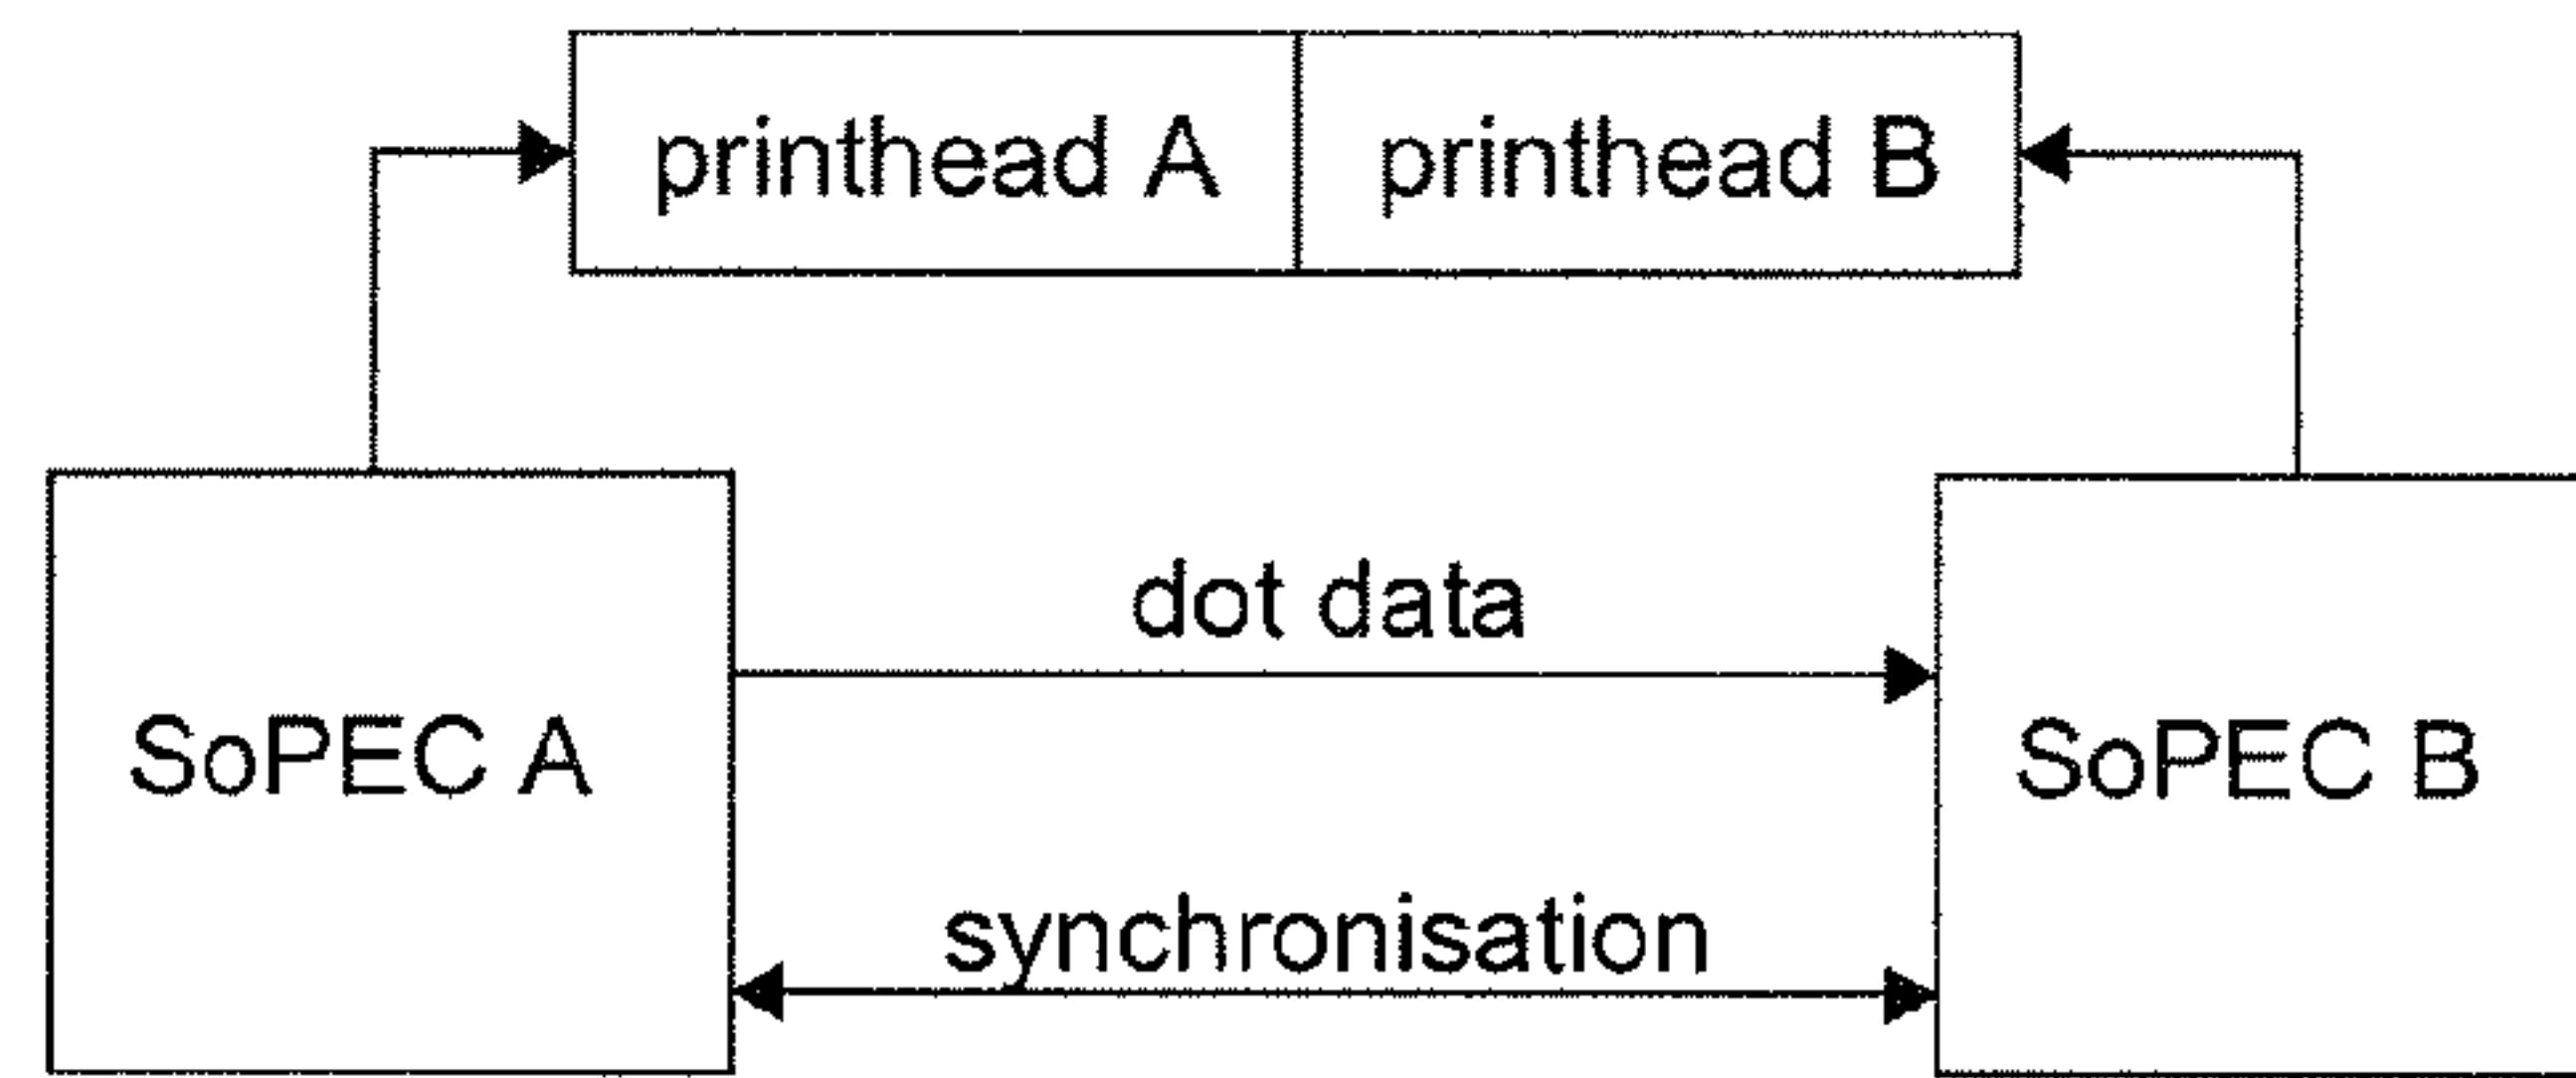 printhead A printhead B
dot data
SoPEC A SoPEC B
synchronisation